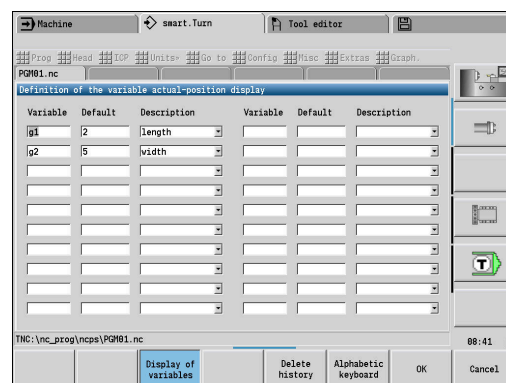 Machine smart.Turn Tool editor
Prog Head ICP Units» Go to Config Misc Extras Graph.
PGM01.nc
Definition of the variable actual-position display
Variable Default Description Variable Default Description
g1 2 length
g2 5 width
TNC:\nc_prog\ncps\PGM01.nc
08:41
Display of variables Delete history Alphabetic keyboard OK Cancel
T